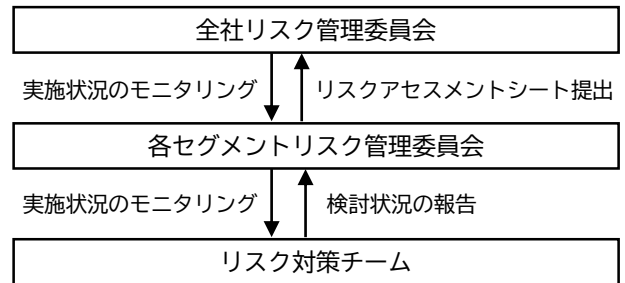 全社リスク管理委員会
実施状況のモニタリング
リスクアセスメントシート提出
各セグメントリスク管理委員会
実施状況のモニタリング
検討状況の報告
リスク対策チーム